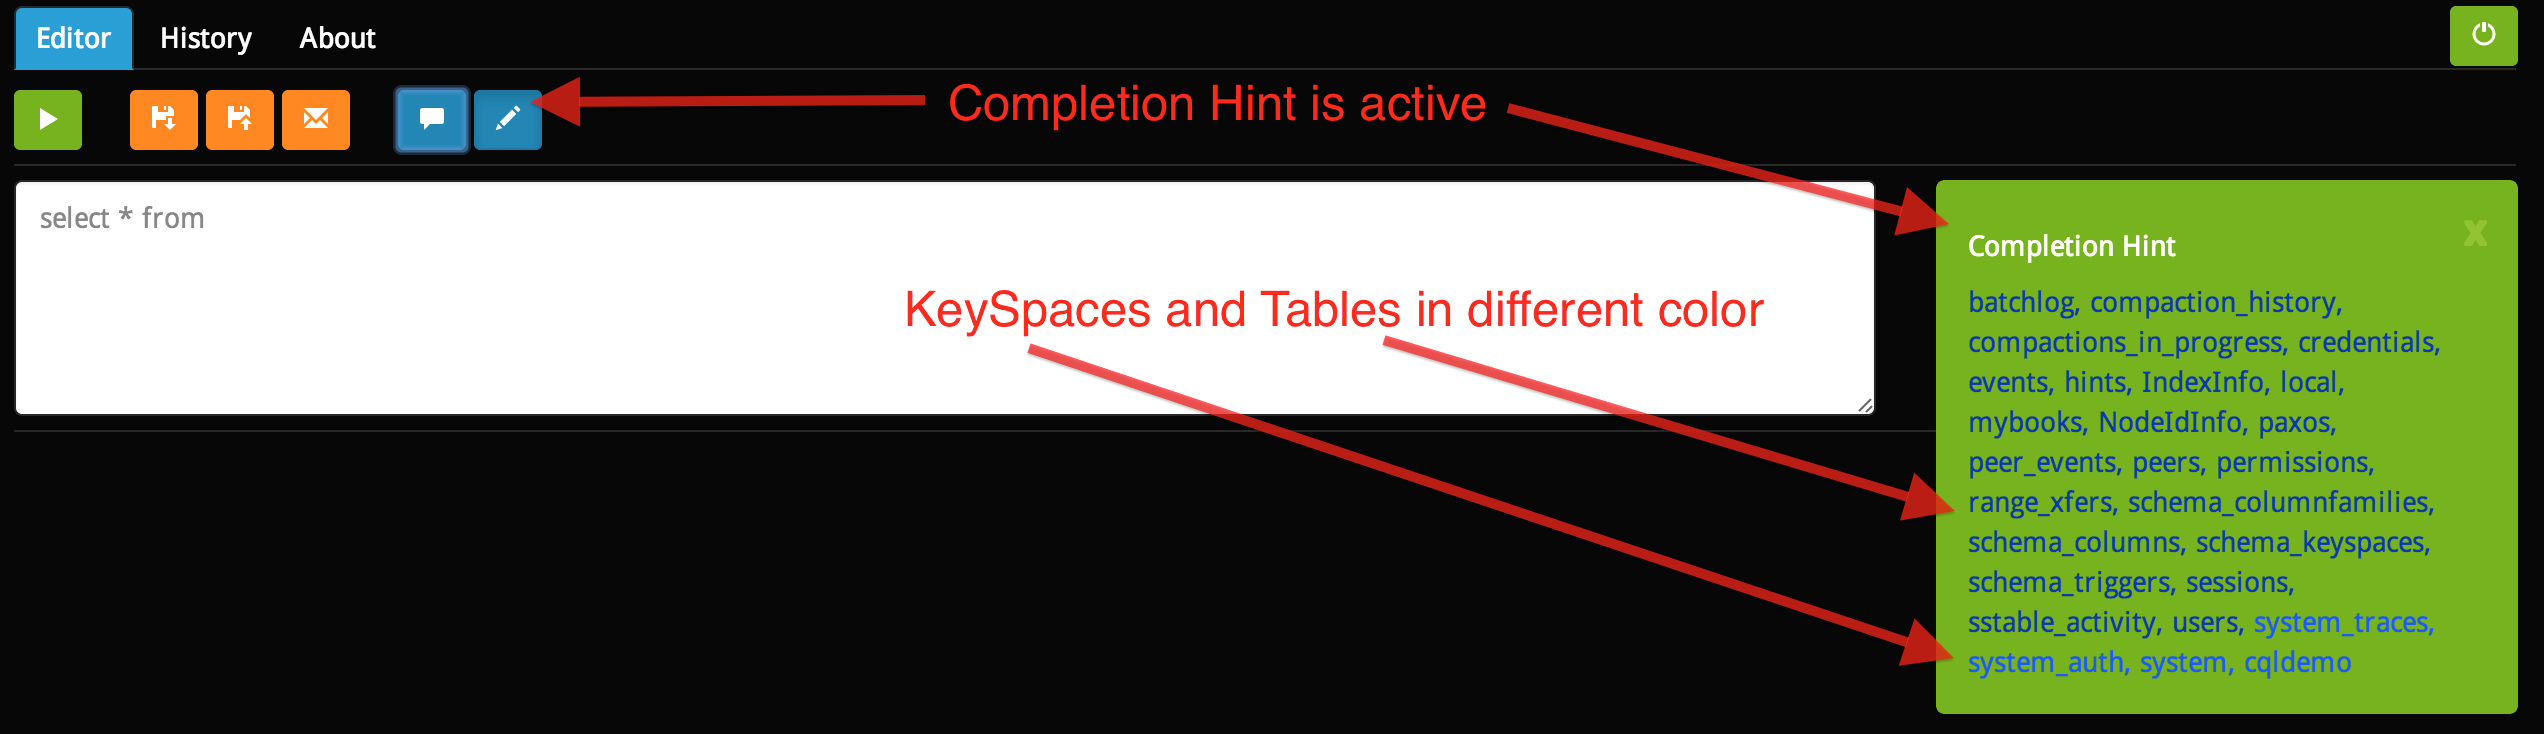 Editor History About
Completion Hint is active
select * from
KeySpaces and Tables in different color
X
Completion Hint
batchlog, compaction_history,
compactions_in_progress, credentials,
events, hints, IndexInfo, local,
mybooks, NodeIdInfo, paxos,
peer_events, peers, permissions,
range_xfers, schema_columnfamilies,
schema_columns, schema_keyspaces,
schema_triggers, sessions,
sstable_activity, users, system_traces,
system_auth, system, cqldemo